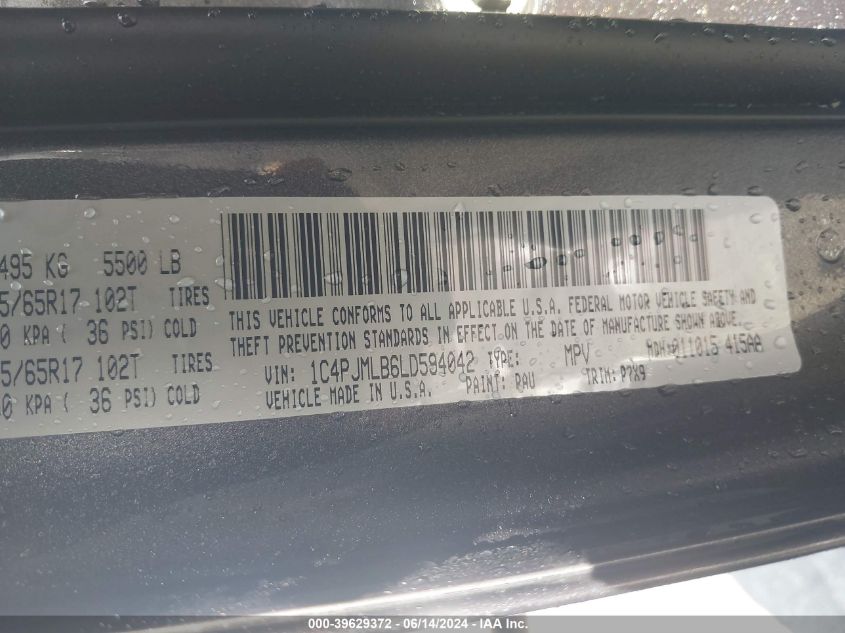 495 KG 5500 LB
5/65R17 102T TIRES
0 KPA ( 36 PSI) COLD
5/65R17 102T TIRES
0 KPA ( 36 PSI) COLD
THIS VEHICLE CONFORMS TO ALL APPLICABLE U.S.A. FEDERAL MOTOR VEHICLE SAFETY AND
THEFT PREVENTION STANDARDS IN EFFECT ON THE DATE OF MANUFACTURE SHOWN ABOVE.
VIN: 1C4PJMLB6LD594042 TYPE: MPV MDH: 011015 415AA
VEHICLE MADE IN U.S.A. PAINT: RAU TRIM: P7X9
000-39629372 06/14/2024 - IAA Inc.